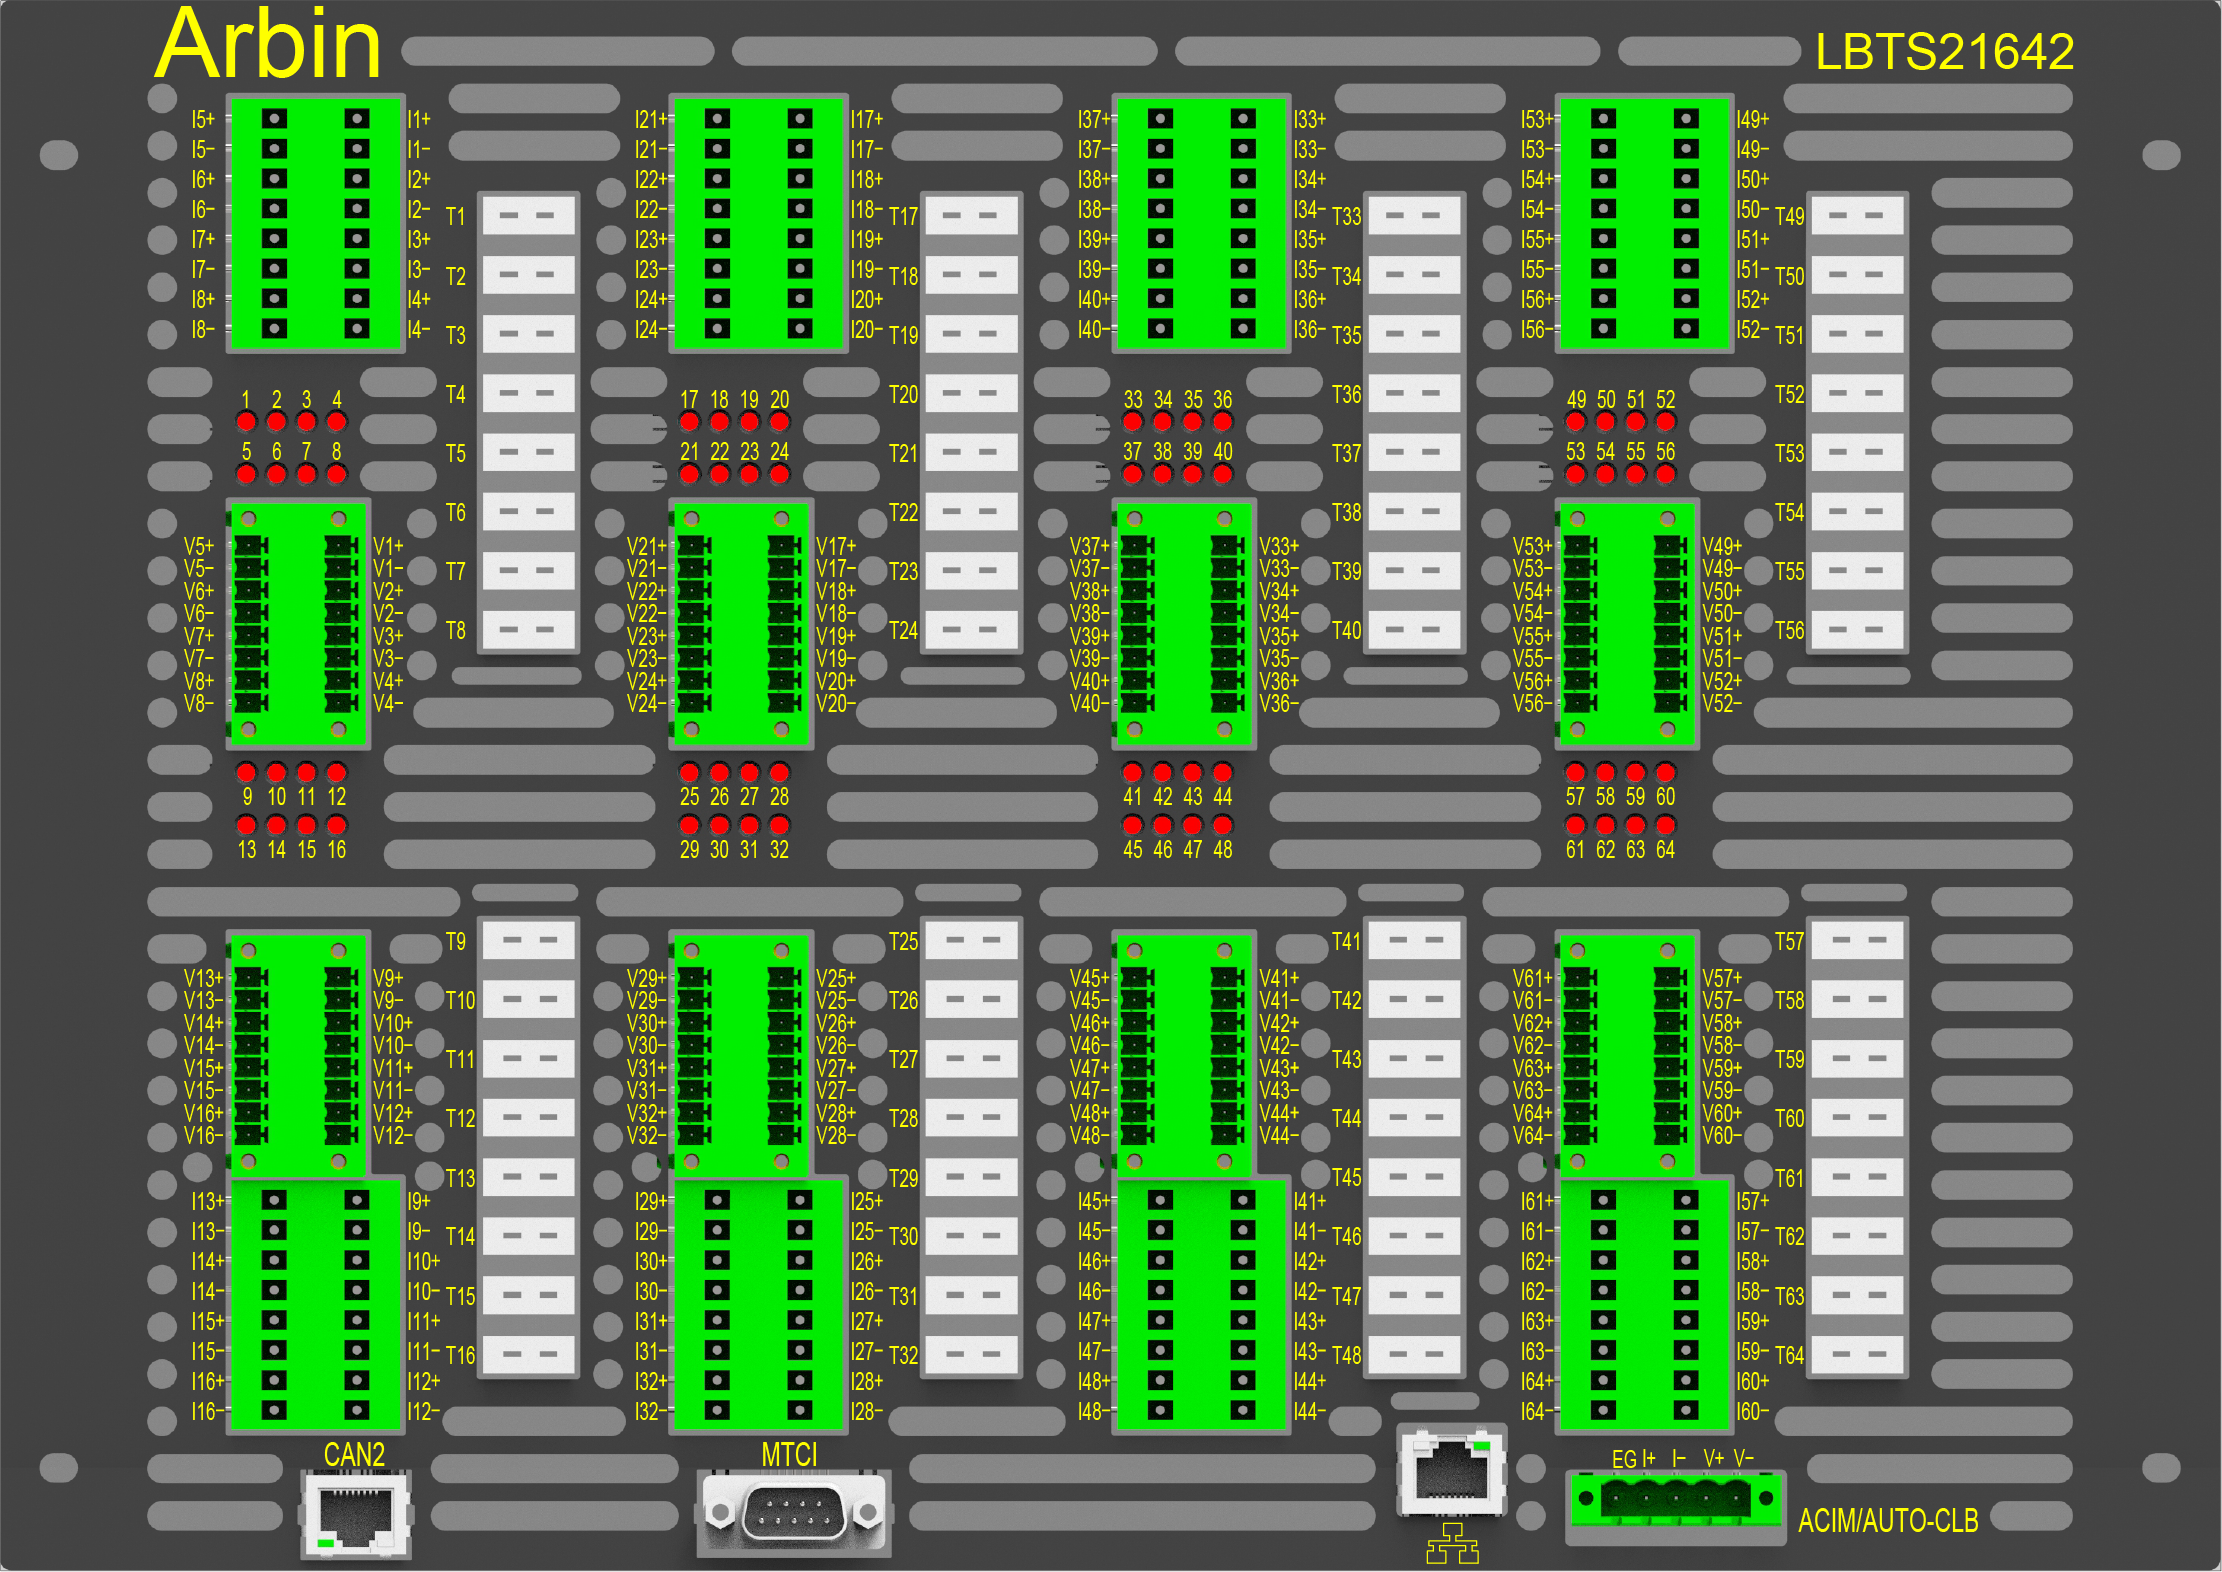 Arbin LBTS21642
I5+ I1+ I21+ I17+ I37+ I33+ I53+ I49+
I5- I1- I21- I17- I37- I33- I53- I49-
I6+ I2+ I22+ I18+ I38+ I34+ I54+ I50+
I6- I2- T1 I22- I18- T17 I38- I34- T33 I54- I50- T49
I7+ I3+ I23+ I19+ I39+ I35+ I55+ I51+
I7- I3- T2 I23- I19- T18 I39- I35- T34 I55- I51- T50
I8+ I4+ I24+ I20+ I40+ I36+ I56+ I52+
I8- I4- T3 I24- I20- T19 I40- I36- T35 I56- I52- T51
1 2 3 4 T4 17 18 19 20 T20 33 34 35 36 T36 49 50 51 52 T52
5 6 7 8 T5 21 22 23 24 T21 37 38 39 40 T37 53 54 55 56 T53
T6 T22 T38 T54
V5+ V1+ V21+ V17+ V37+ V33+ V53+ V49+
V5- V1- T7 V21- V17- T23 V37- V33- T39 V53- V49- T55
V6+ V2+ V22+ V18+ V38+ V34+ V54+ V50+
V6- V2- V22- V18- V38- V34- V54- V50-
V7+ V3+ T8 V23+ V19+ T24 V39+ V35+ T40 V55+ V51+ T56
V7- V3- V23- V19- V39- V35- V55- V51-
V8+ V4+ V24+ V20+ V40+ V36+ V56+ V52+
V8- V4- V24- V20- V40- V36- V56- V52-
9 10 11 12 25 26 27 28 41 42 43 44 57 58 59 60
13 14 15 16 29 30 31 32 45 46 47 48 61 62 63 64
T9 T25 T41 T57
V13+ V9+ V29+ V25+ V45+ V41+ V61+ V57+
V13- V9- T10 V29- V25- T26 V45- V41- T42 V61- V57- T58
V14+ V10+ V30+ V26+ V46+ V42+ V62+ V58+
V14- V10- V30- V26- V46- V42- V62- V58-
V15+ V11+ T11 V31+ V27+ T27 V47+ V43+ T43 V63+ V59+ T59
V15- V11- V31- V27- V47- V43- V63- V59-
V16+ V12+ T12 V32+ V28+ T28 V48+ V44+ T44 V64+ V60+ T60
V16- V12- V32- V28- V48- V44- V64- V60-
T13 T29 T45 T61
I13+ I9+ I29+ I25+ I45+ I41+ I61+ I57+
I13- I9- T14 I29- I25- T30 I45- I41- T46 I61- I57- T62
I14+ I10+ I30+ I26+ I46+ I42+ I62+ I58+
I14- I10- T15 I30- I26- T31 I46- I42- T47 I62- I58- T63
I15+ I11+ I31+ I27+ I47+ I43+ I63+ I59+
I15- I11- T16 I31- I27- T32 I47- I43- T48 I63- I59- T64
I16+ I12+ I32+ I28+ I48+ I44+ I64+ I60+
I16- I12- I32- I28- I48- I44- I64- I60-
CAN2 MTCI EG I+ I- V+ V-
ACIM/AUTO-CLB